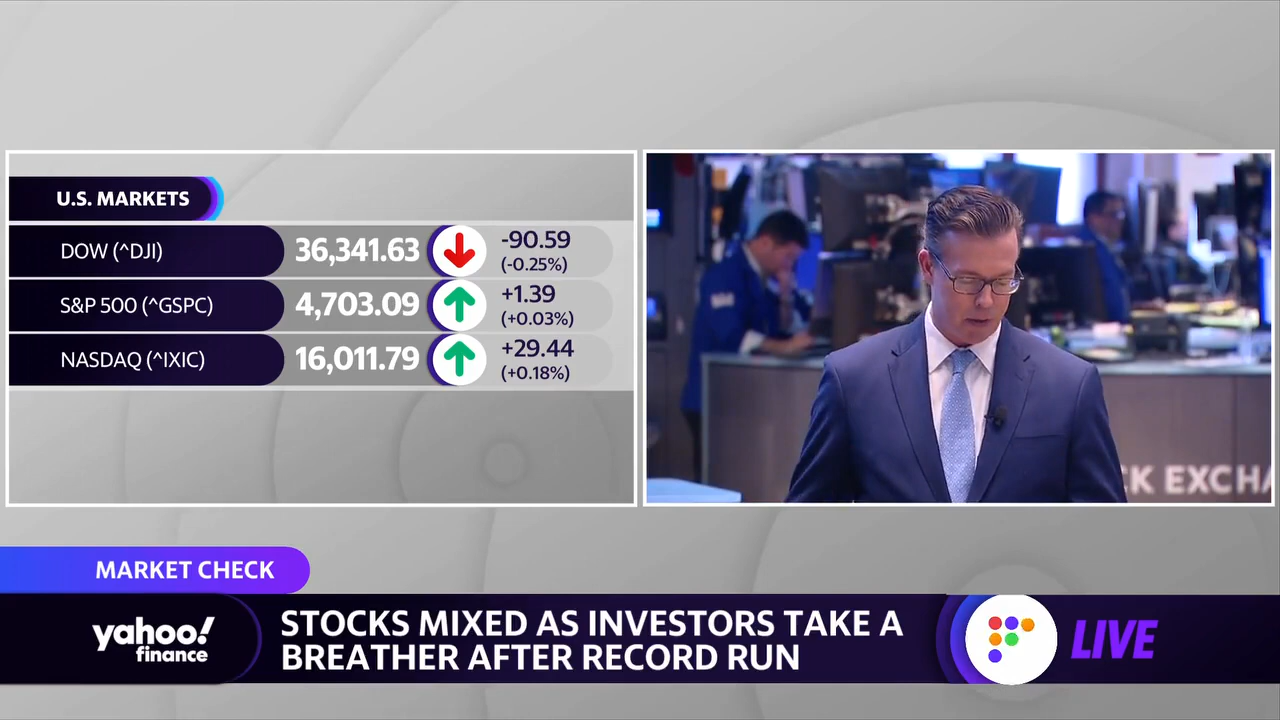 U.S. MARKETS
DOW (^DJI) 36,341.63 -90.59
(-0.25%)
S&P 500 (^GSPC) 4,703.09 +1.39
(+0.03%)
NASDAQ (^IXIC) 16,011.79 +29.44
(+0.18%)
CK EXCHA
MARKET CHECK
yahoo!
finance
STOCKS MIXED AS INVESTORS TAKE A
BREATHER AFTER RECORD RUN
LIVE